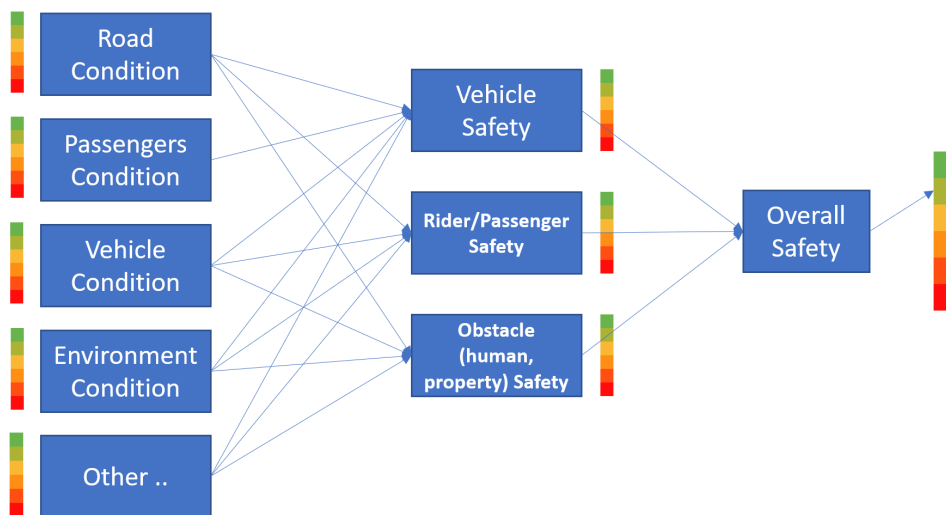 Road
Condition
Passengers
Condition
Vehicle
Condition
Environment
Condition
Other ..
Vehicle
Safety
Rider/Passenger
Safety
Obstacle
(human,
property) Safety
Overall
Safety